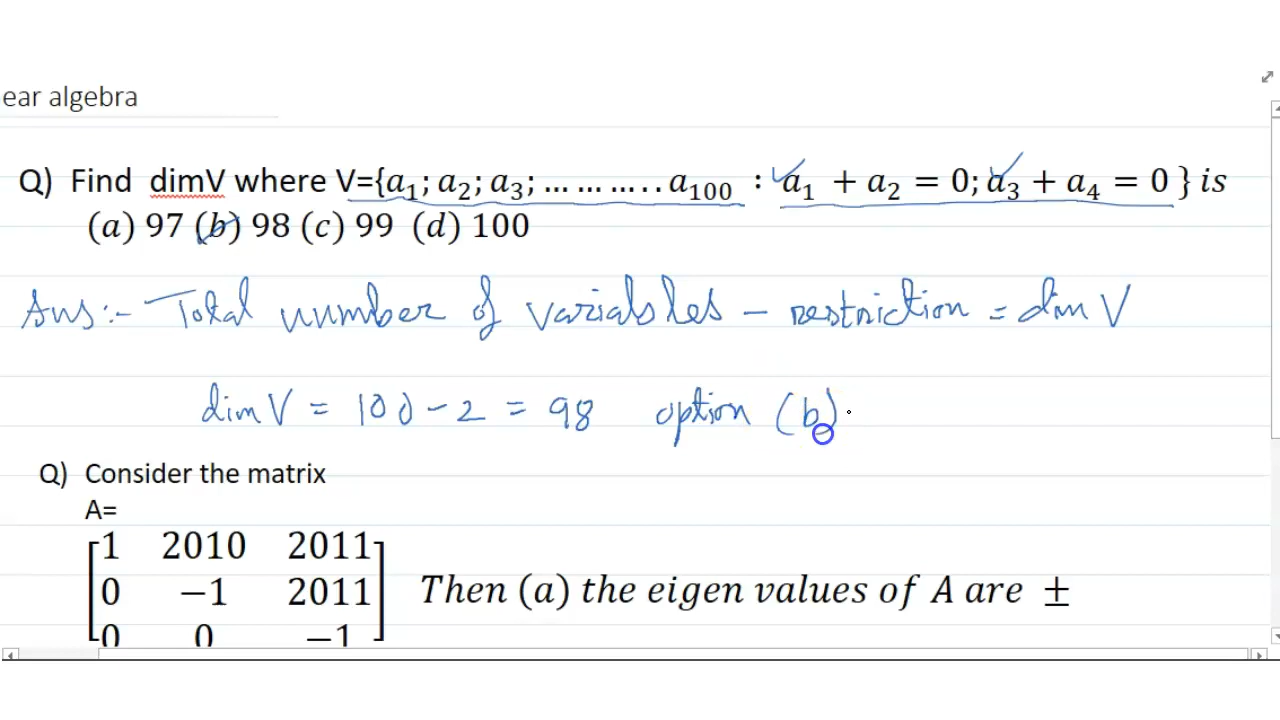 ear algebra
Q) Find dimV where V={a₁; a₂; a₃; … … … . . a₁₀₀ : a₁ + a₂ = 0; a₃ + a₄ = 0 } is
(a) 97 (b) 98 (c) 99 (d) 100
Ans :- Total number of variables - restriction = dim V
dim V = 100 - 2 = 98 option (b).
Q) Consider the matrix
A=
[1 2010 2011
0 −1 2011
0 0 −1] Then (a) the eigen values of A are ±